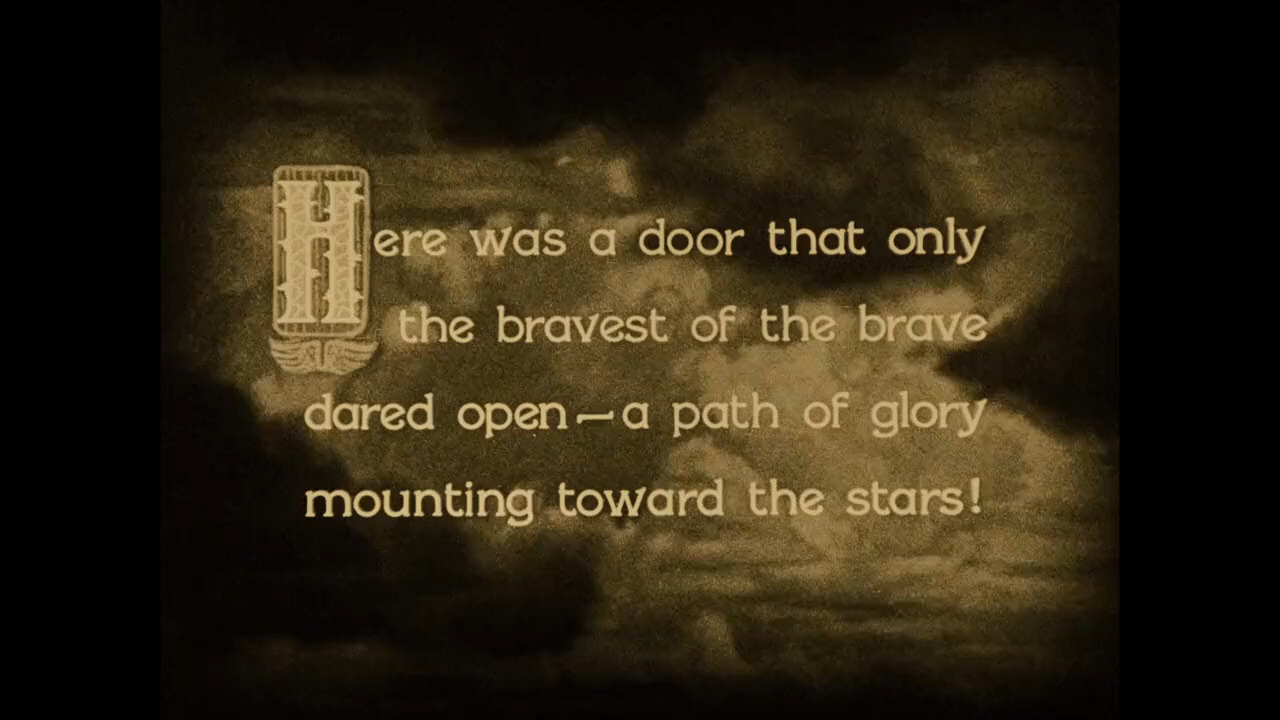 Here was a door that only
the bravest of the brave
dared open—a path of glory
mounting toward the stars!